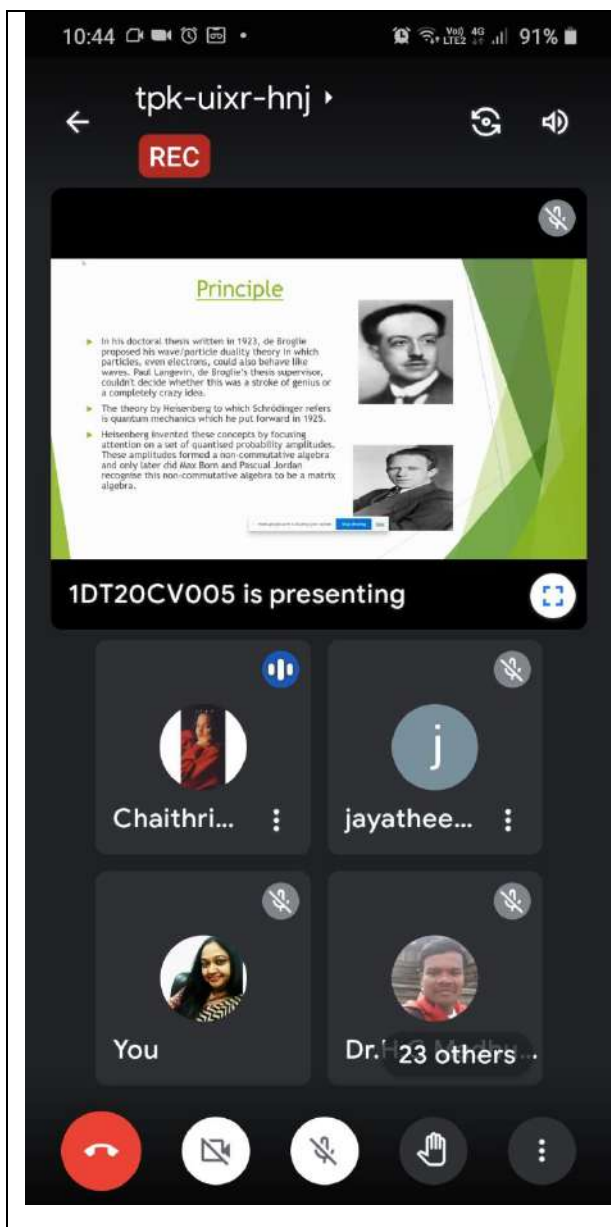 10:44
Vo)) 4G
LTE2 91%
tpk-uixr-hnj
REC
Principle
In his doctoral thesis written in 1923, de Broglie
proposed his wave/particle duality theory in which
particles, even electrons, could also behave like
waves. Paul Langevin, de Broglie's thesis supervisor,
couldn't decide whether this was a stroke of genius or
a completely crazy idea.
The theory by Heisenberg to which Schrödinger refers
is quantum mechanics which he put forward in 1925.
Heisenberg invented these concepts by focusing
attention on a set of quantised probability amplitudes.
These amplitudes formed a non-commutative algebra
and only later did Max Born and Pascual Jordan
recognise this non-commutative algebra to be a matrix
algebra.
Stop sharing
1DT20CV005 is presenting
j
Chaithri...
jayathee...
You
Dr.
23 others